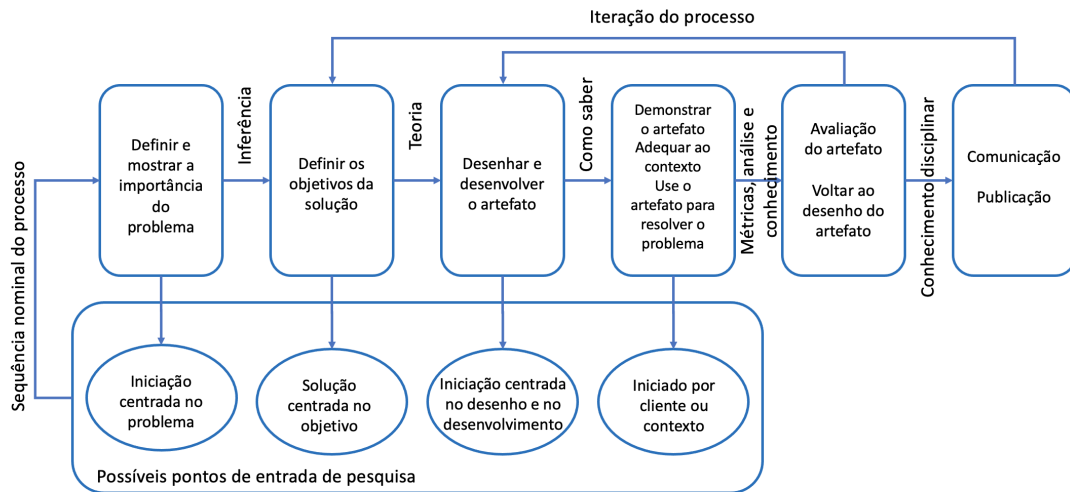 Iteração do processo
Sequência nominal do processo
Definir e
mostrar a
importância
do
problema
Inferência
Definir os
objetivos da
solução
Teoria
Desenhar e
desenvolver
o artefato
Como saber
Demonstrar
o artefato
Adequar ao
contexto
Use o
artefato para
resolver o
problema
Métricas, análise e
conhecimento
Avaliação
do artefato
Voltar ao
desenho do
artefato
Conhecimento disciplinar
Comunicação
Publicação
Iniciação
centrada no
problema
Solução
centrada no
objetivo
Iniciação centrada
no desenho e no
desenvolvimento
Iniciado por
cliente ou
contexto
Possíveis pontos de entrada de pesquisa